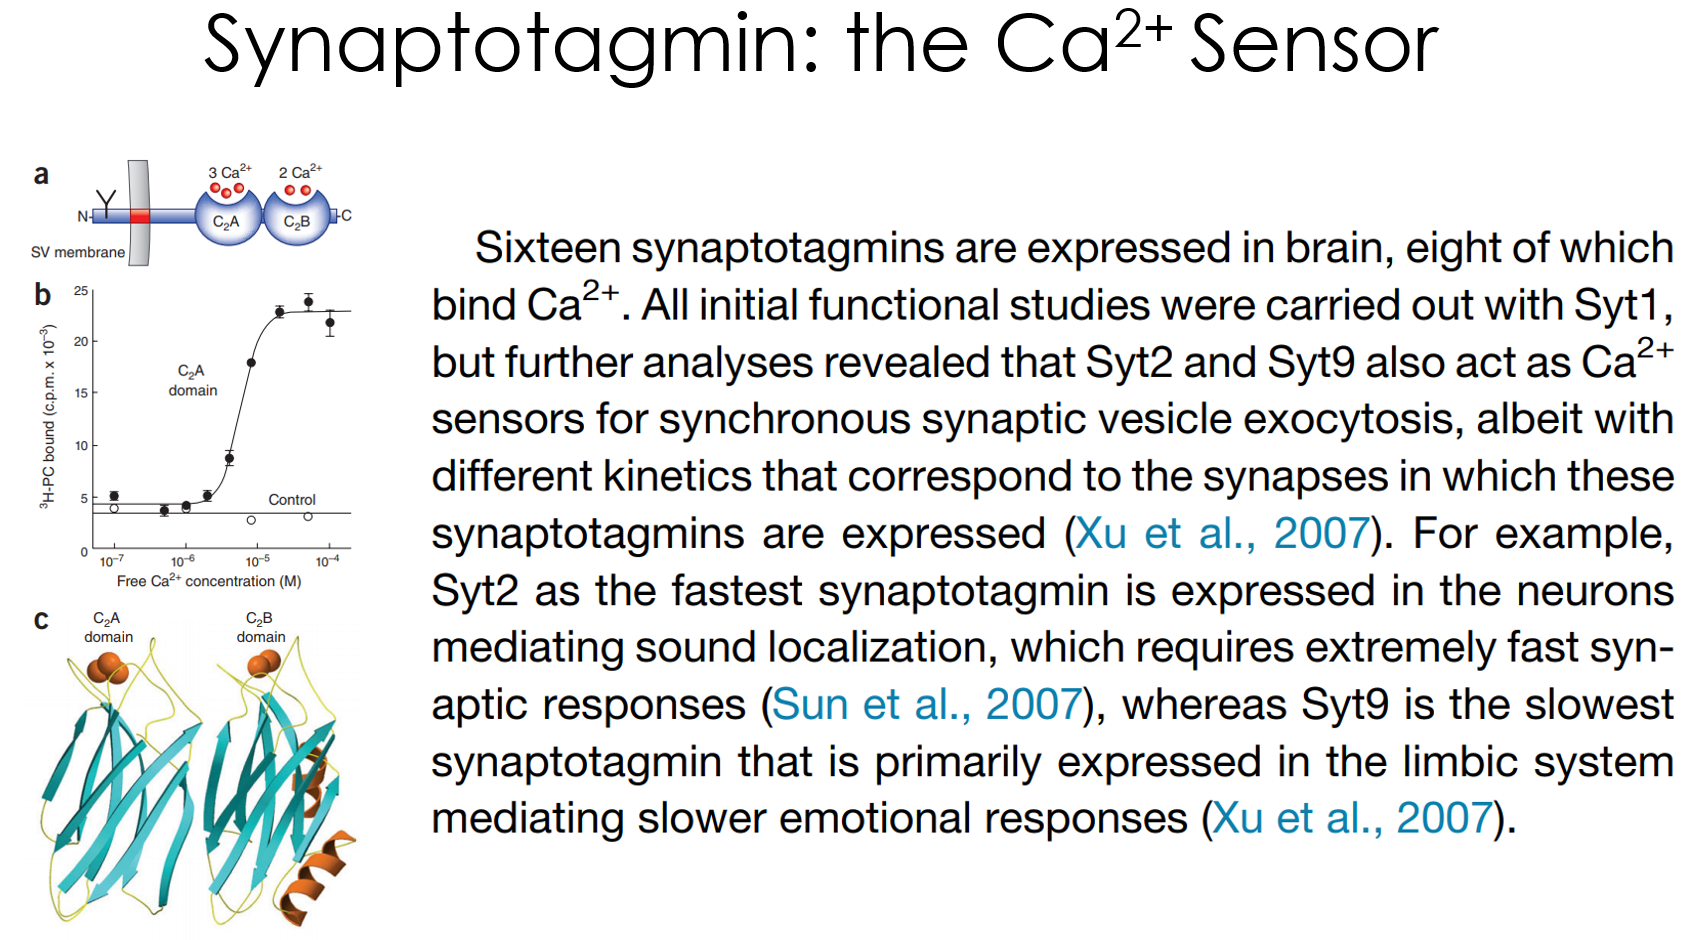 Synaptotagmin: the Ca2+ Sensor
a
3 Ca2+ 2 Ca2+
N- C2A C2B -C
SV membrane
b
25
20
15
10
5
0
3H-PC bound (c.p.m. x 10-3)
C2A
domain
Control
10-7 10-6 10-5 10-4
Free Ca2+ concentration (M)
c
C2A
domain
C2B
domain
Sixteen synaptotagmins are expressed in brain, eight of which
bind Ca2+. All initial functional studies were carried out with Syt1,
but further analyses revealed that Syt2 and Syt9 also act as Ca2+
sensors for synchronous synaptic vesicle exocytosis, albeit with
different kinetics that correspond to the synapses in which these
synaptotagmins are expressed (Xu et al., 2007). For example,
Syt2 as the fastest synaptotagmin is expressed in the neurons
mediating sound localization, which requires extremely fast syn-
aptic responses (Sun et al., 2007), whereas Syt9 is the slowest
synaptotagmin that is primarily expressed in the limbic system
mediating slower emotional responses (Xu et al., 2007).